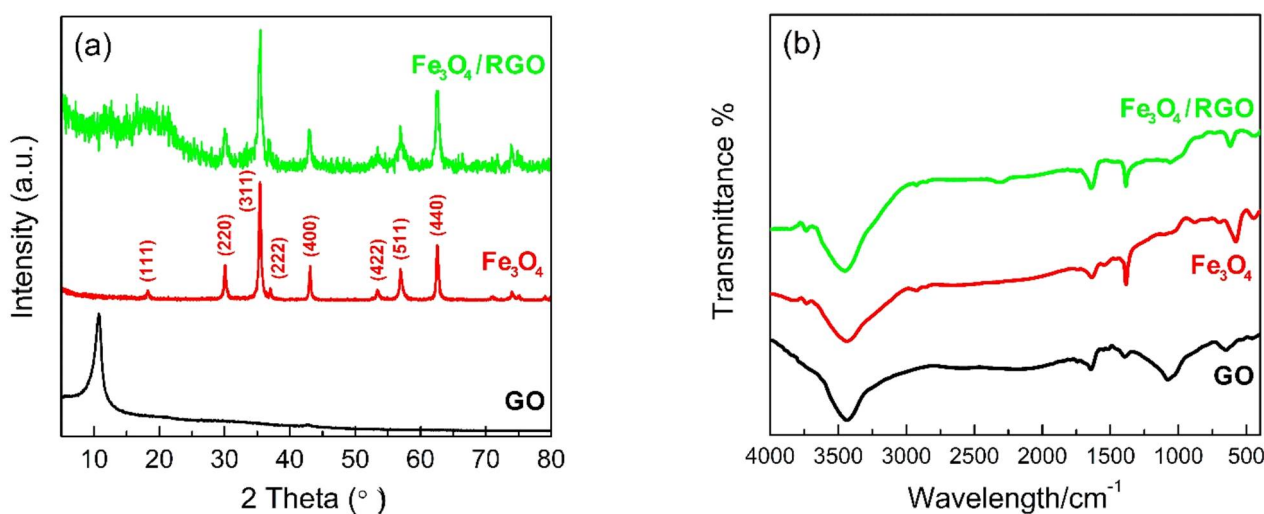 (a)
Fe₃O₄/RGO
(111)
(220)
(311)
(222)
(400)
(422)
(511)
(440)
Fe₃O₄
GO
Intensity (a.u.)
10 20 30 40 50 60 70 80
2 Theta (°)
(b)
Fe₃O₄/RGO
Fe₃O₄
GO
Transmittance %
4000 3500 3000 2500 2000 1500 1000 500
Wavelength/cm⁻¹